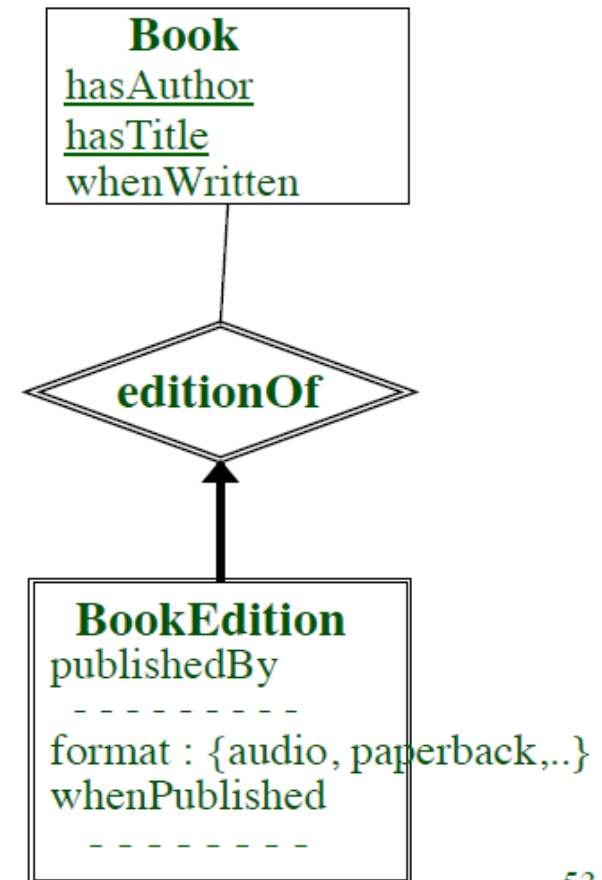 Book
hasAuthor
hasTitle
whenWritten
editionOf
BookEdition
publishedBy
format : {audio, paperback,..}
whenPublished